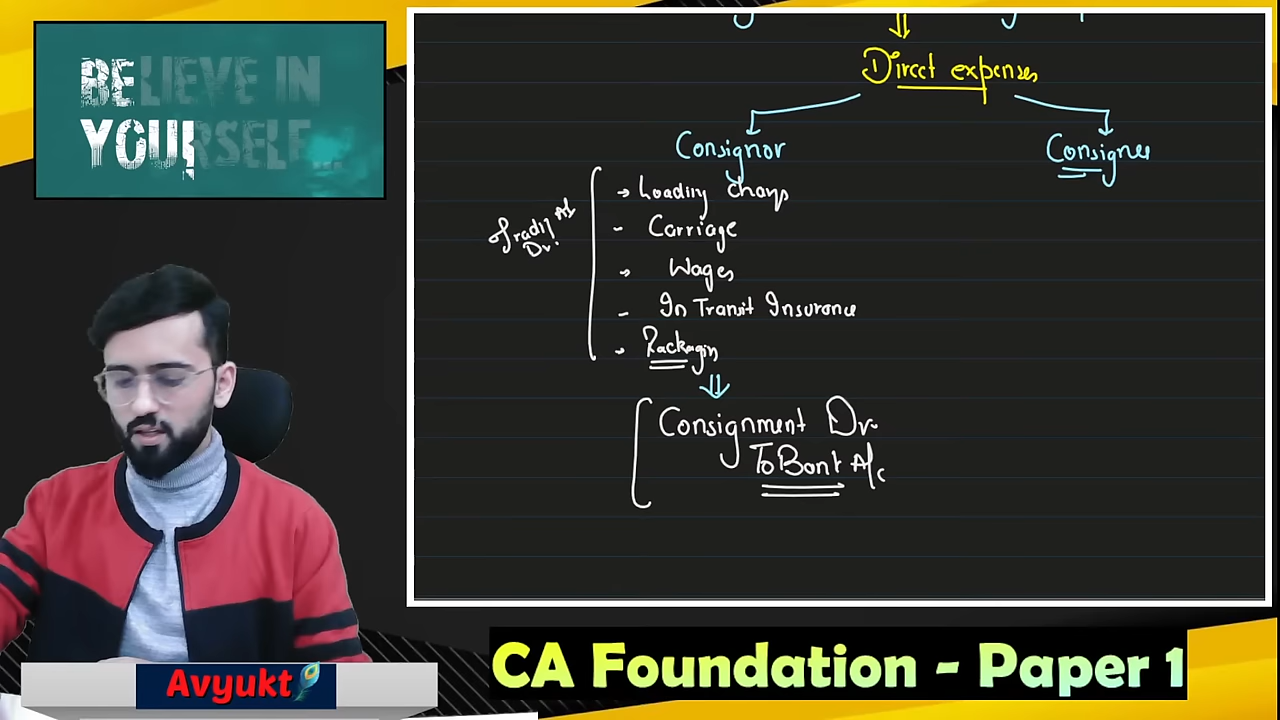 BELIEVE IN
YOURSELF...
Direct expenses
Consignor
Consignee
→ Loading charges
Trading A/c
Dr.
- Carriage
→ Wages
- In Transit Insurance
- Packaging
Consignment Dr.
To Bank A/c
Avyukt
CA Foundation - Paper 1